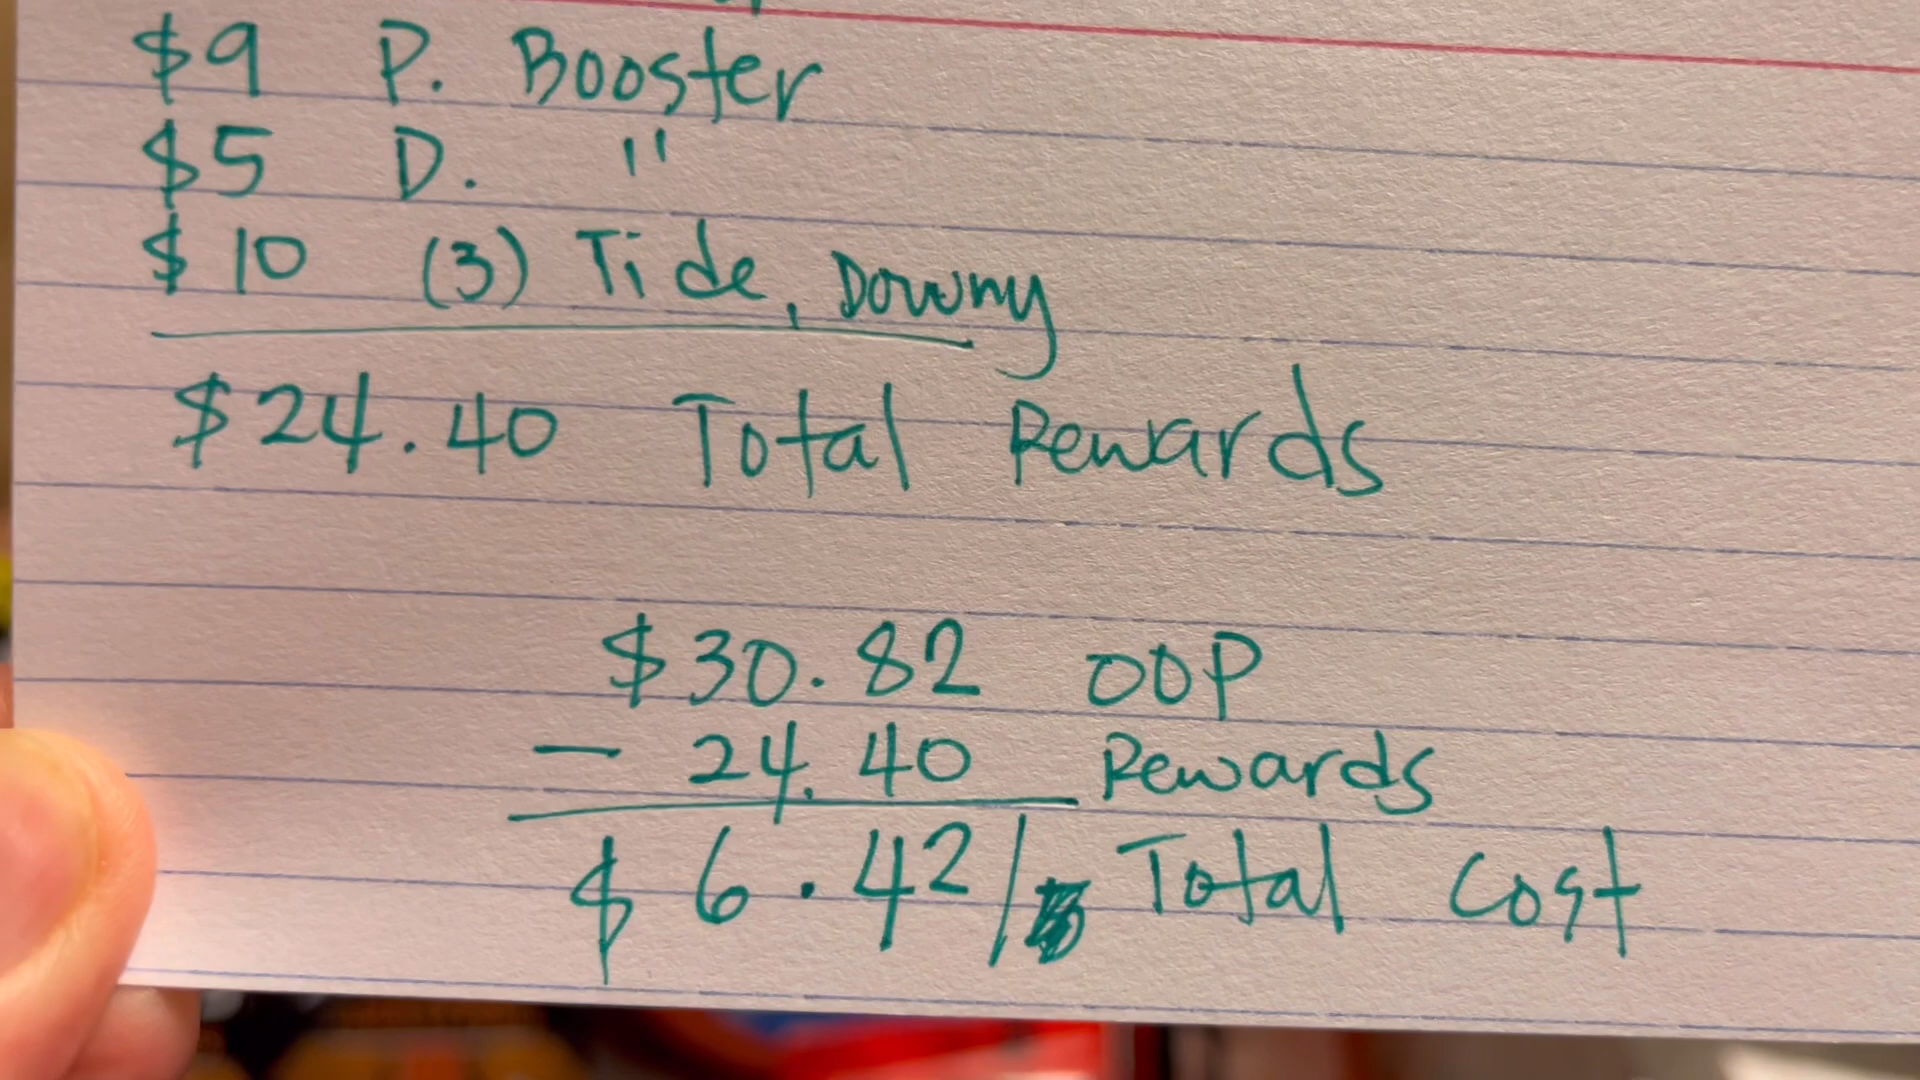 $9 P. Booster
$5 D. "
$10 (3) Tide, Downy
$24.40 Total Rewards
$30.82 OOP
- 24.40 Rewards
$6.42/ Total Cost